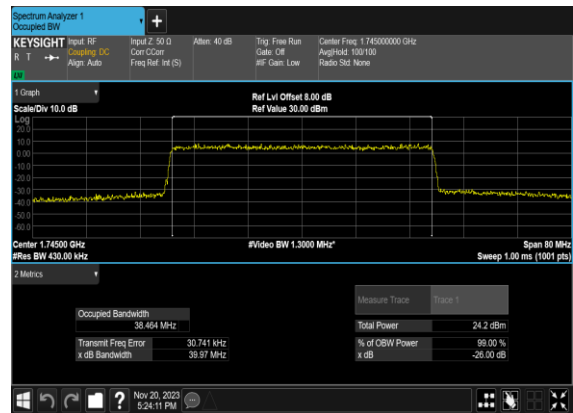 Spectrum Analyzer 1
Occupied BW
KEYSIGHT
R T
LV
Input: RF
Coupling: DC
Align: Auto
Input Z: 50 Ω
Corr CCorr
Freq Ref: Int (S)
Atten: 40 dB
Trig: Free Run
Gate: Off
#IF Gain: Low
Center Freq: 1.745000000 GHz
Avg|Hold: 100/100
Radio Std: None
1 Graph
Scale/Div 10.0 dB
Ref Lvl Offset 8.00 dB
Ref Value 30.00 dBm
Log
20.0
10.0
0.00
-10.0
-20.0
-30.0
-40.0
-50.0
-60.0
Center 1.74500 GHz
#Res BW 430.00 kHz
#Video BW 1.3000 MHz*
Span 80 MHz
Sweep 1.00 ms (1001 pts)
2 Metrics
Measure Trace Trace 1
Occupied Bandwidth
38.464 MHz
Total Power 24.2 dBm
Transmit Freq Error 30.741 kHz
% of OBW Power 99.00 %
x dB Bandwidth 39.97 MHz
x dB -26.00 dB
?
Nov 20, 2023
5:24:11 PM